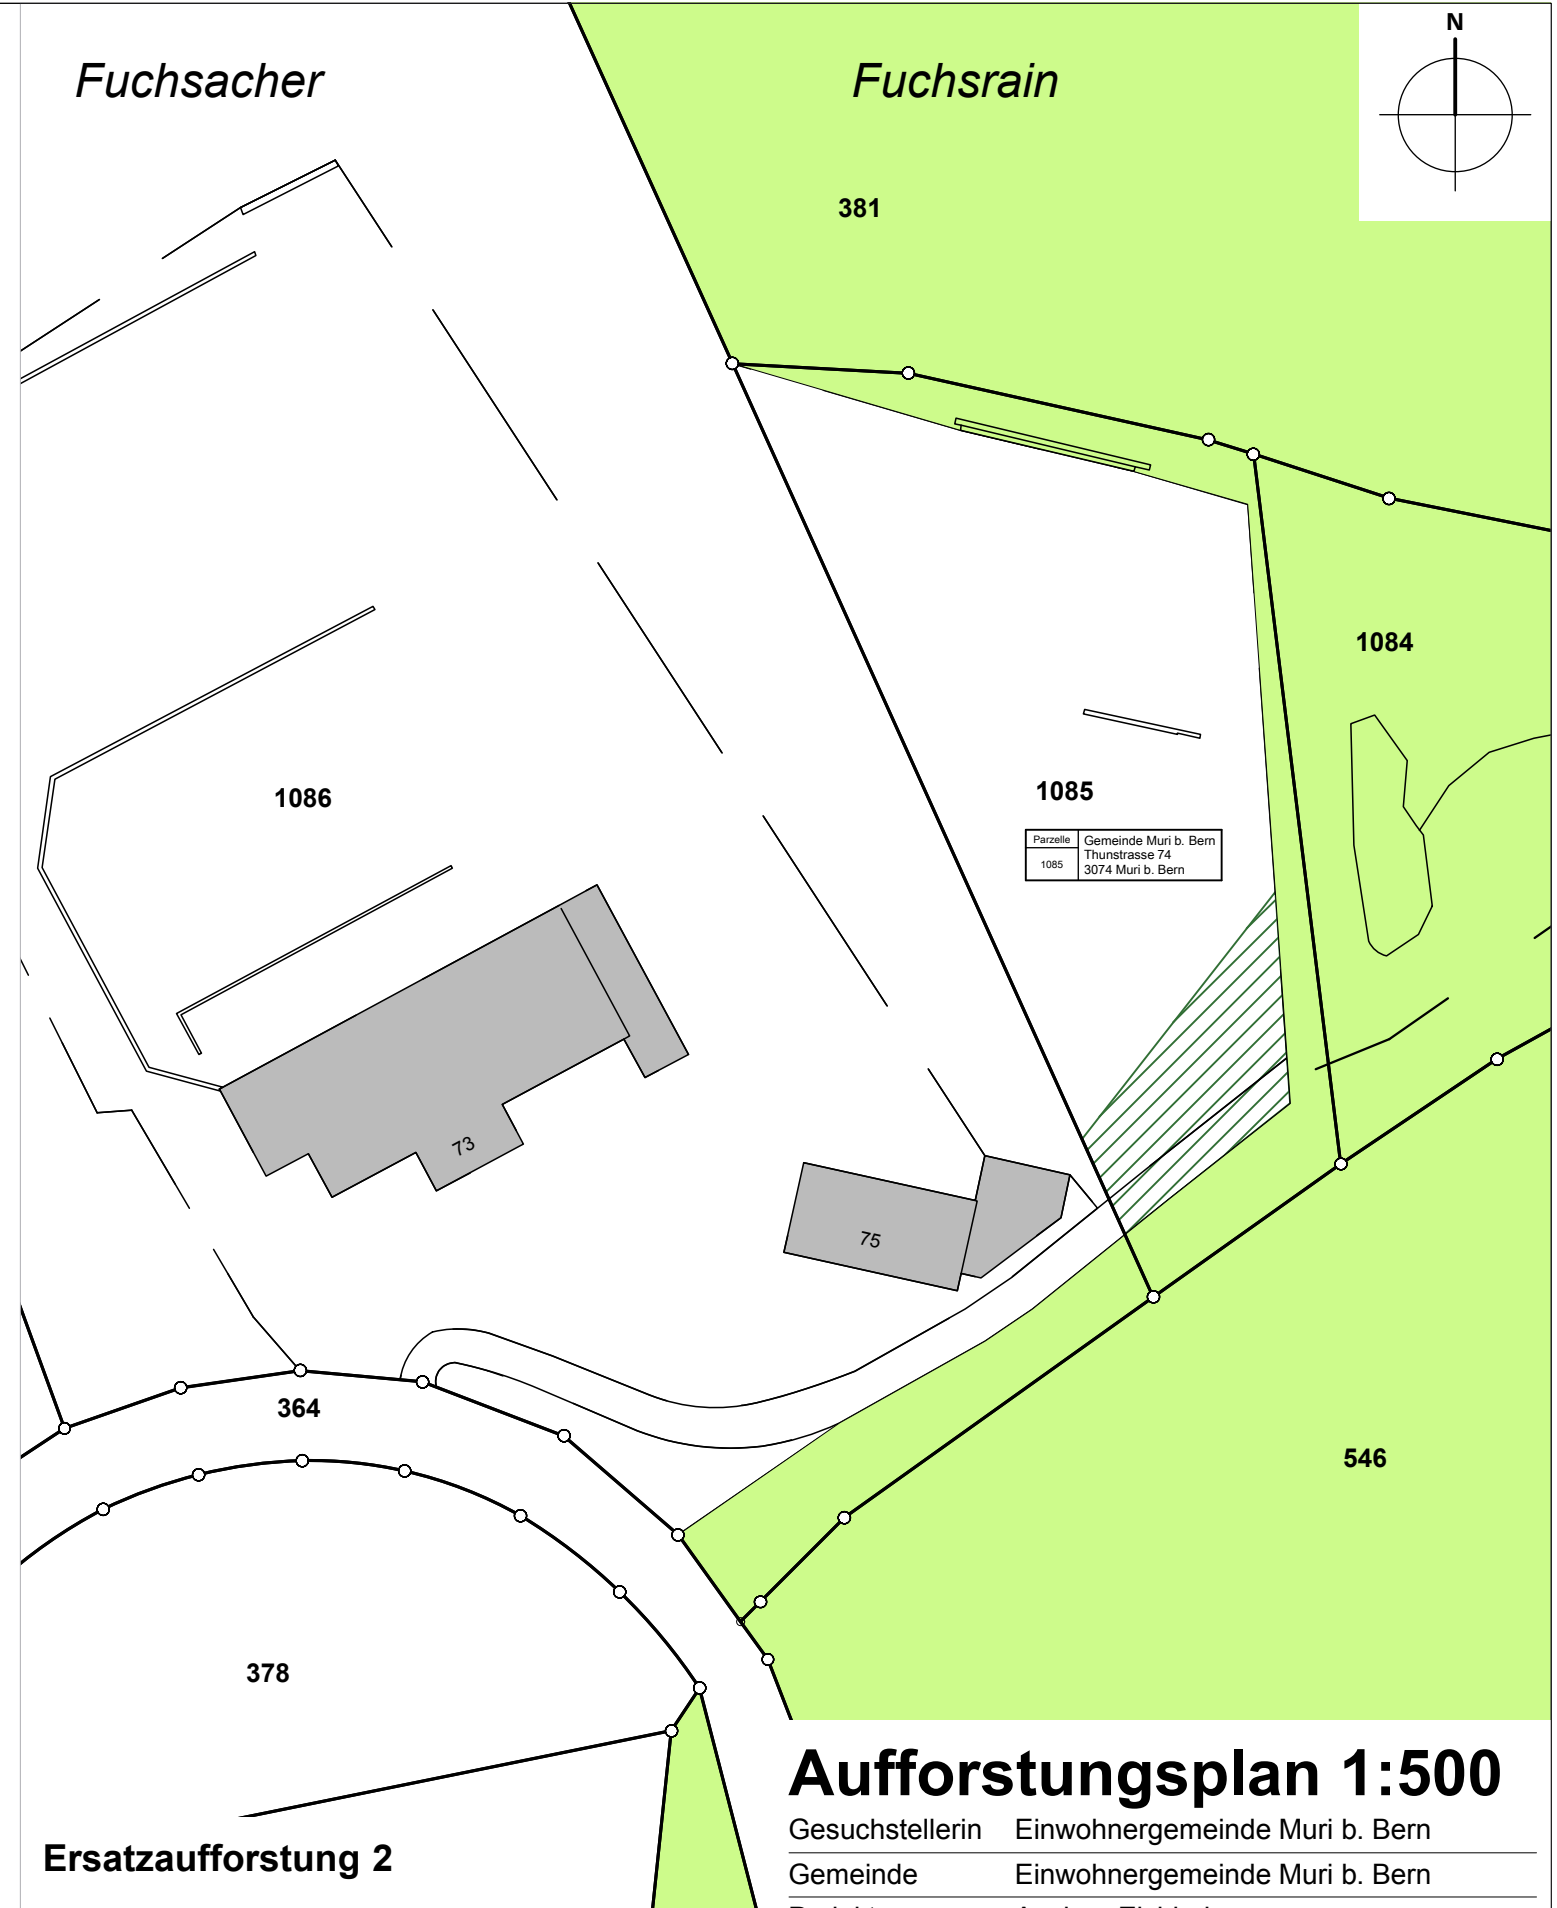 N
Fuchsacher
Fuchsrain
381
1084
1086
1085
Parzelle
1085
Gemeinde Muri b. Bern
Thunstrasse 74
3074 Muri b. Bern
73
75
364
546
378
Aufforstungsplan 1:500
Gesuchstellerin Einwohnergemeinde Muri b. Bern
Ersatzaufforstung 2
Gemeinde Einwohnergemeinde Muri b. Bern